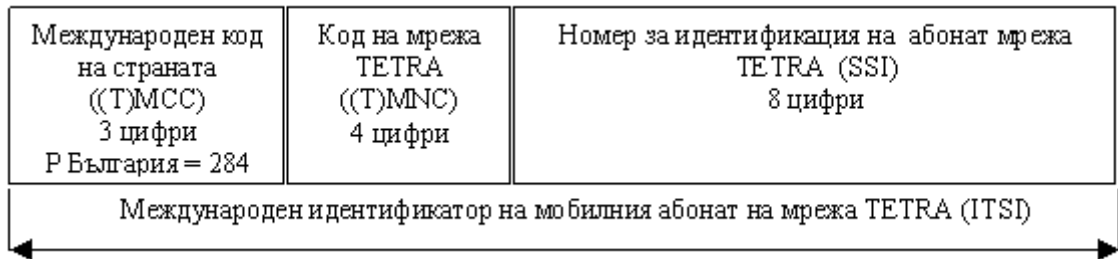 Международен код
на страната
((T)MCC)
3 цифри
Р България = 284
Код на мрежа
TETRA
((T)MNC)
4 цифри
Номер за идентификация на абонат мрежа
TETRA (SSI)
8 цифри
Международен идентификатор на мобилния абонат на мрежа TETRA (ITSI)